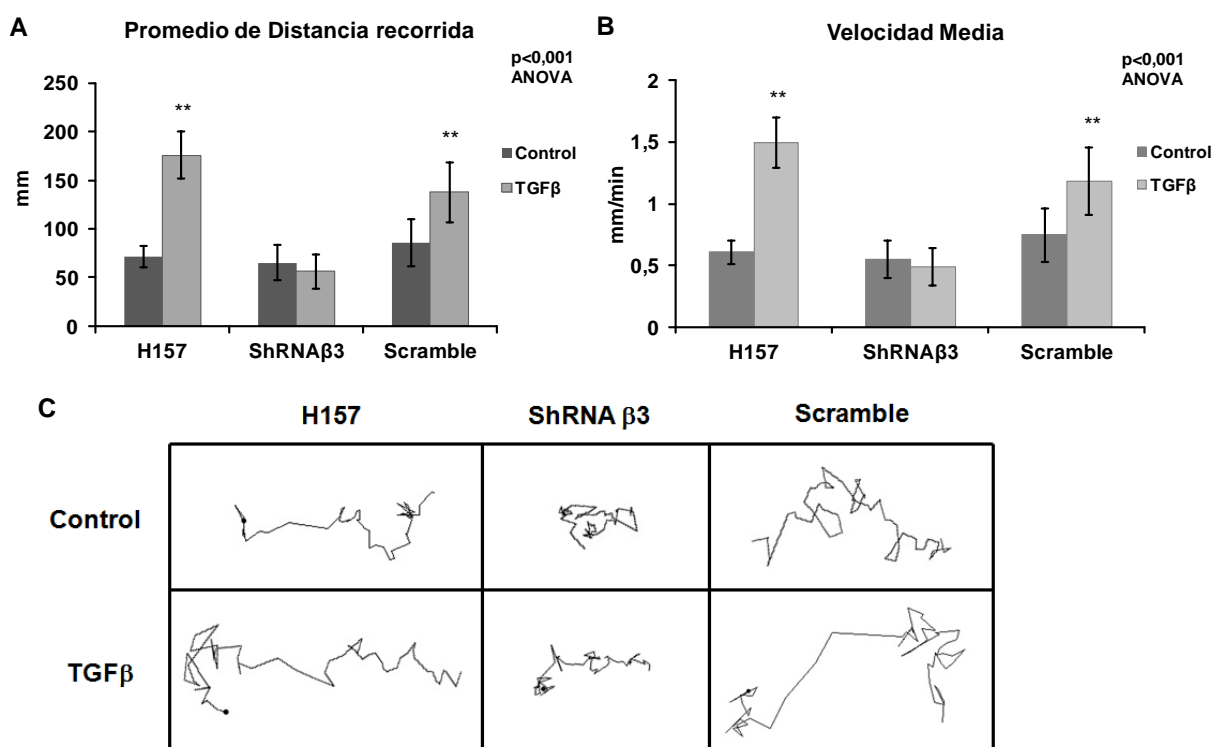 A
Promedio de Distancia recorrida
p<0,001
ANOVA
250
200
150
100
50
0
mm
**
**
Control
TGFβ
H157
ShRNAβ3
Scramble
B
Velocidad Media
p<0,001
ANOVA
2
1,5
1
0,5
0
mm/min
**
**
Control
TGFβ
H157
ShRNAβ3
Scramble
C
H157
ShRNA β3
Scramble
Control
TGFβ